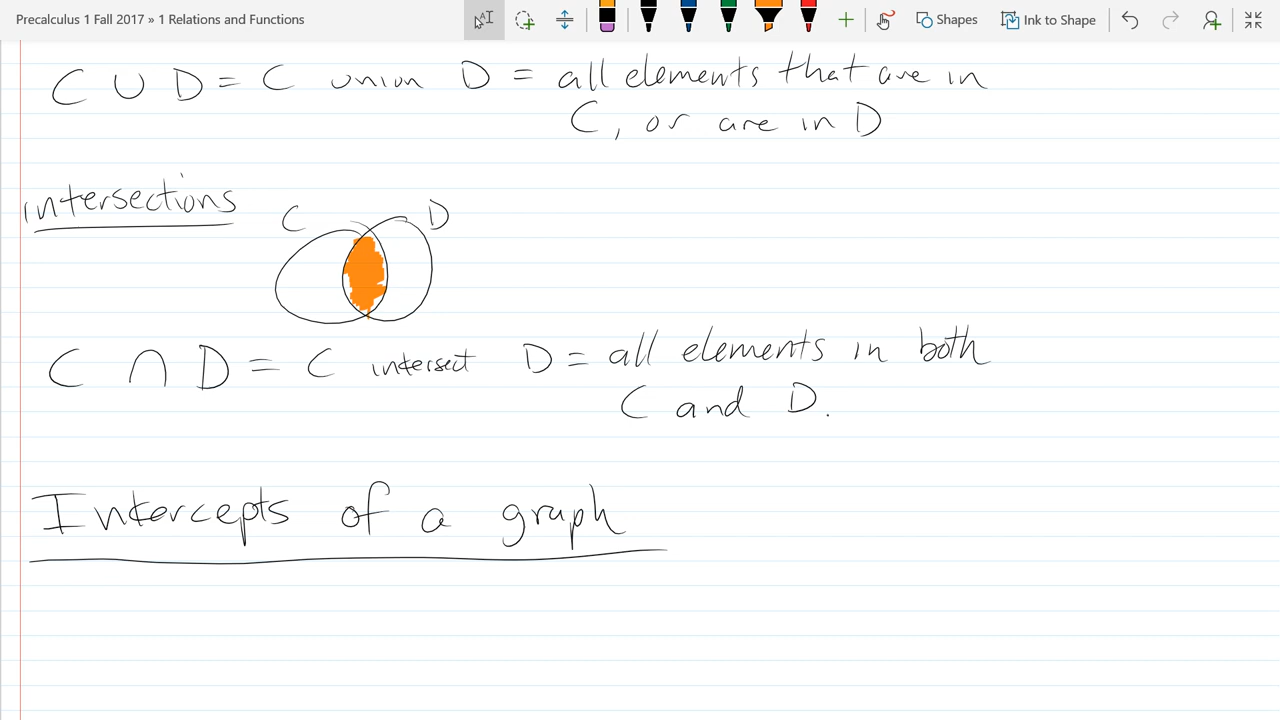 Precalculus 1 Fall 2017 » 1 Relations and Functions
Shapes
Ink to Shape
C ∪ D = C union D = all elements that are in
C, or are in D
intersections
C D
C ∩ D = C intersect D = all elements in both
C and D.
Intercepts of a graph